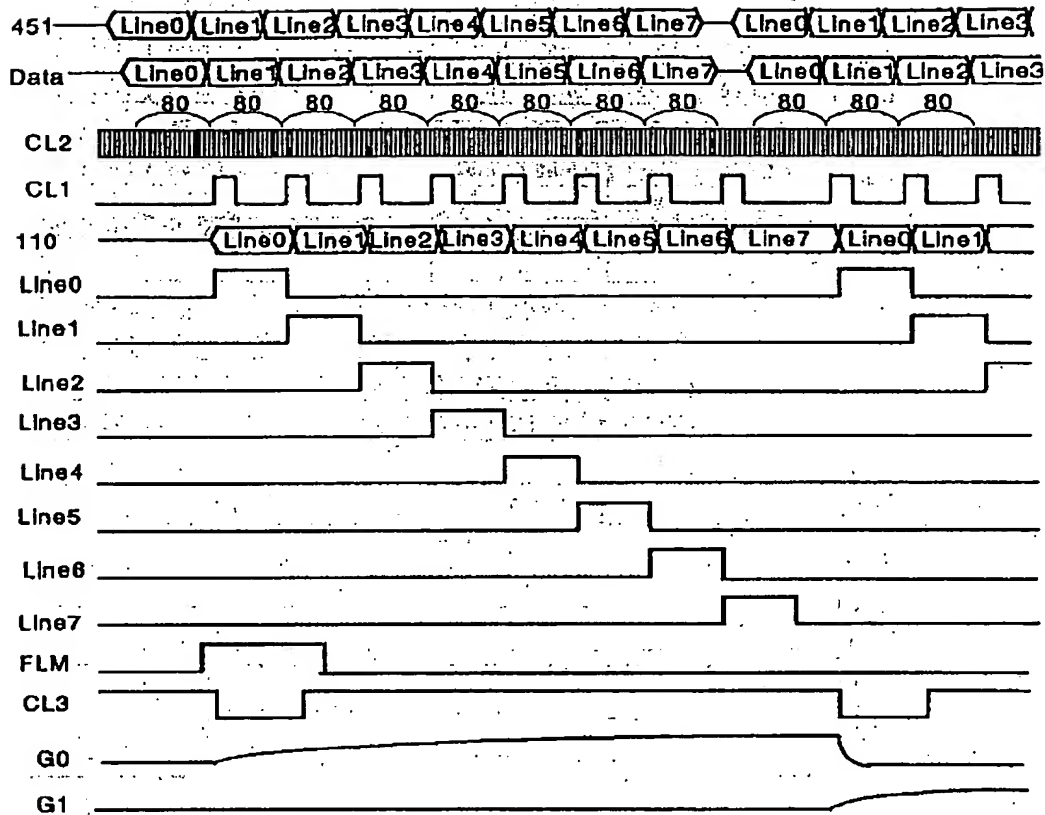 451 Line0 Line1 Line2 Line3 Line4 Line5 Line6 Line7 Line0 Line1 Line2 Line3
Data Line0 Line1 Line2 Line3 Line4 Line5 Line6 Line7 Line0 Line1 Line2 Line3
80 80 80 80 80 80 80 80 80 80 80
CL2
CL1
110 Line0 Line1 Line2 Line3 Line4 Line5 Line6 Line7 Line0 Line1
Line0
Line1
Line2
Line3
Line4
Line5
Line6
Line7
FLM
CL3
G0
G1